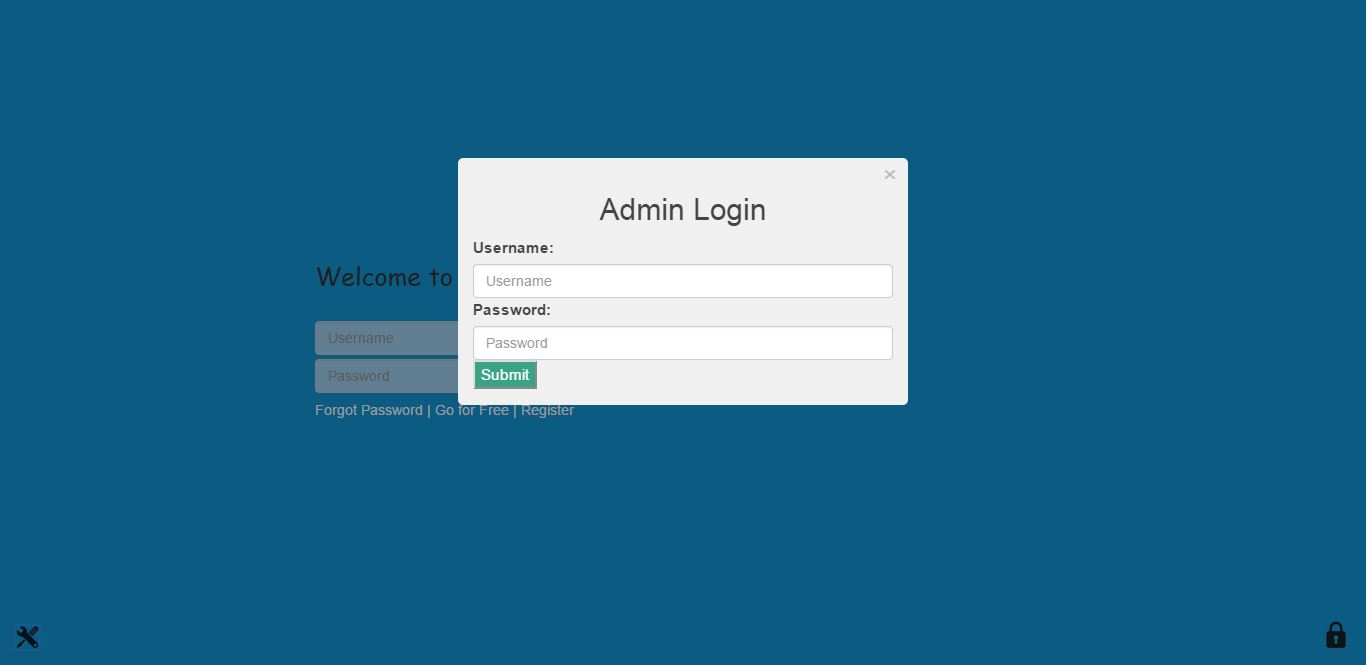 ×
Admin Login
Username:
Welcome to
Username
Password:
Username
Password
Password
Submit
Forgot Password | Go for Free | Register